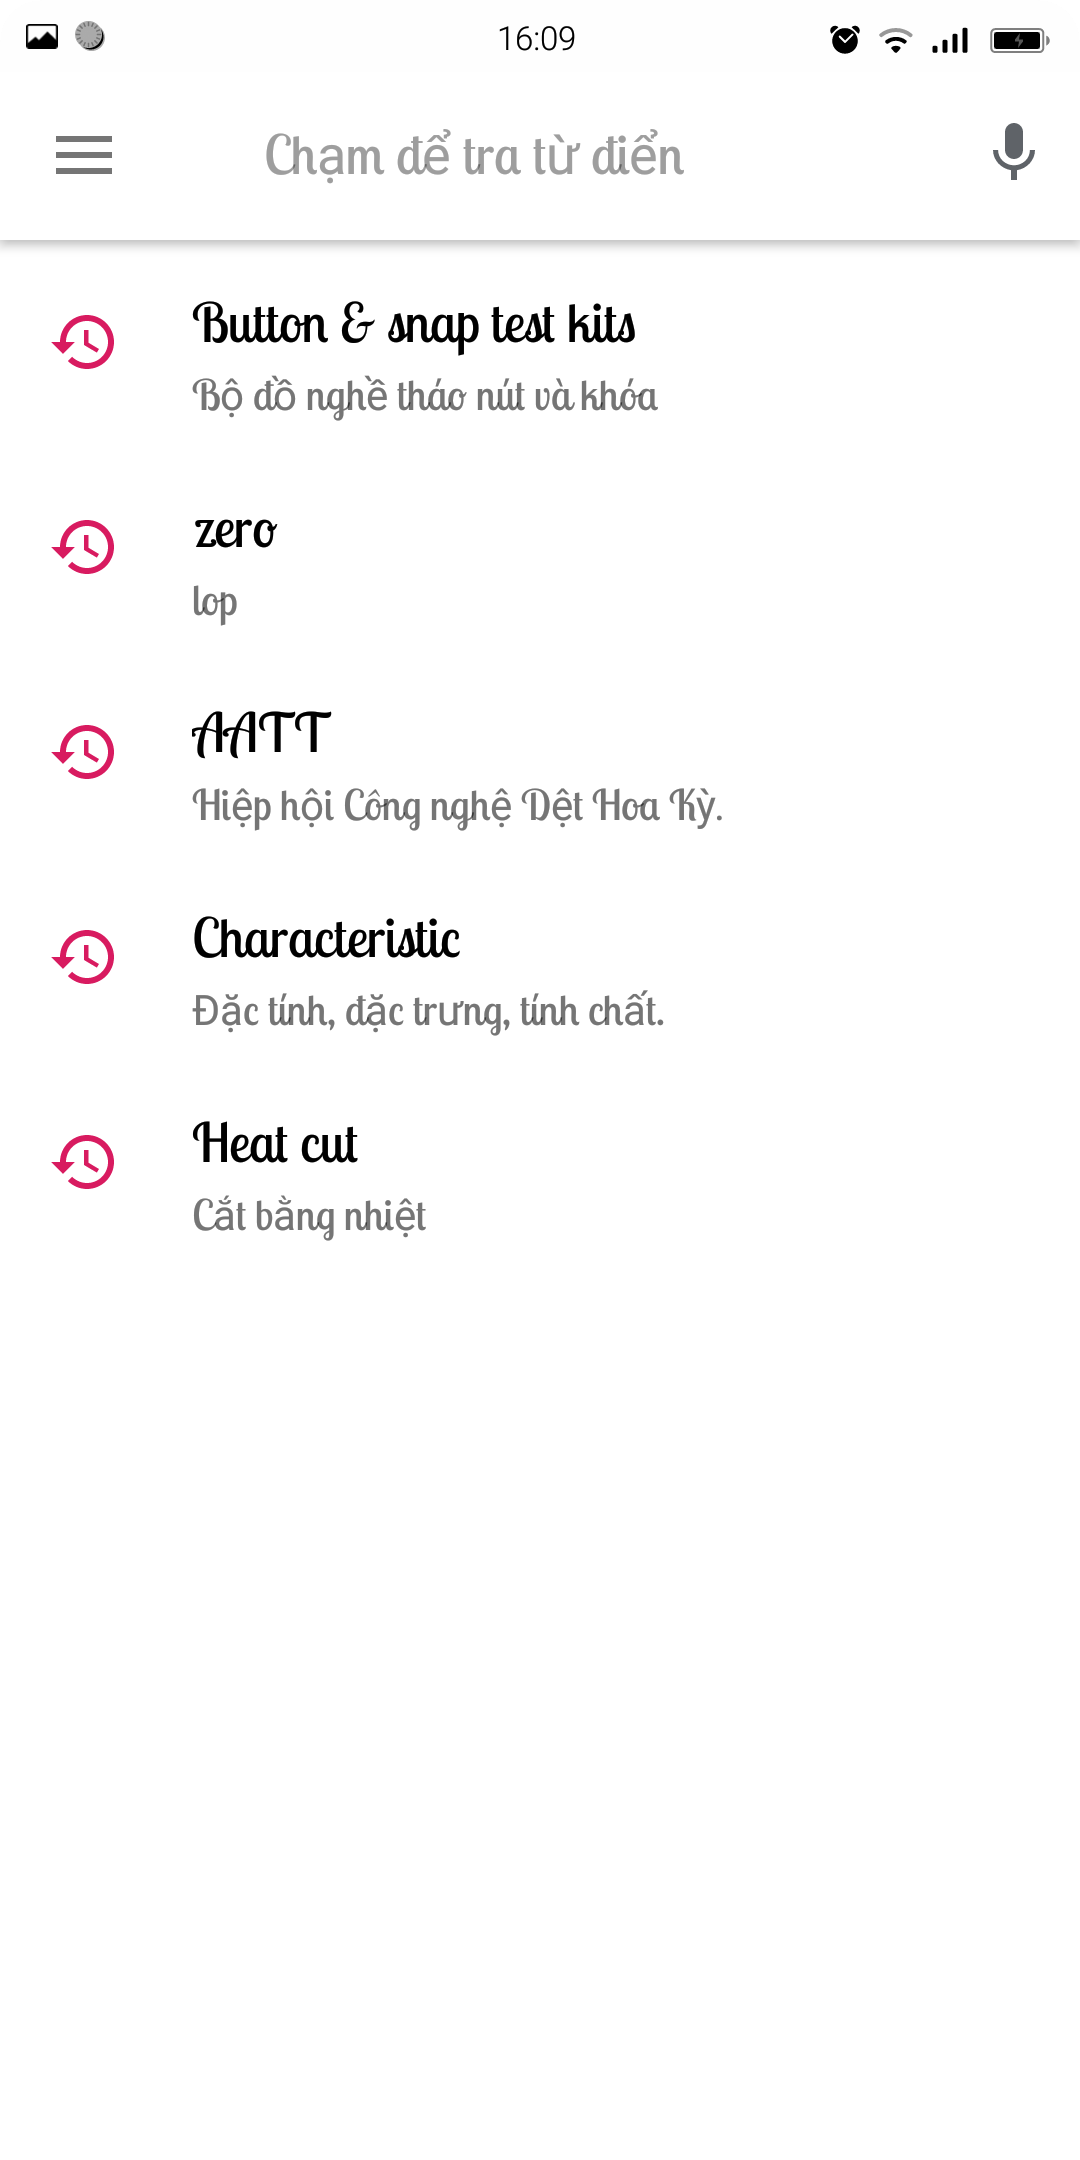 16:09
Chạm để tra từ điển
Button & snap test kits
Bộ đồ nghề tháo nút và khóa
zero
lop
AATT
Hiệp hội Công nghệ Dệt Hoa Kỳ.
Characteristic
Đặc tính, đặc trưng, tính chất.
Heat cut
Cắt bằng nhiệt